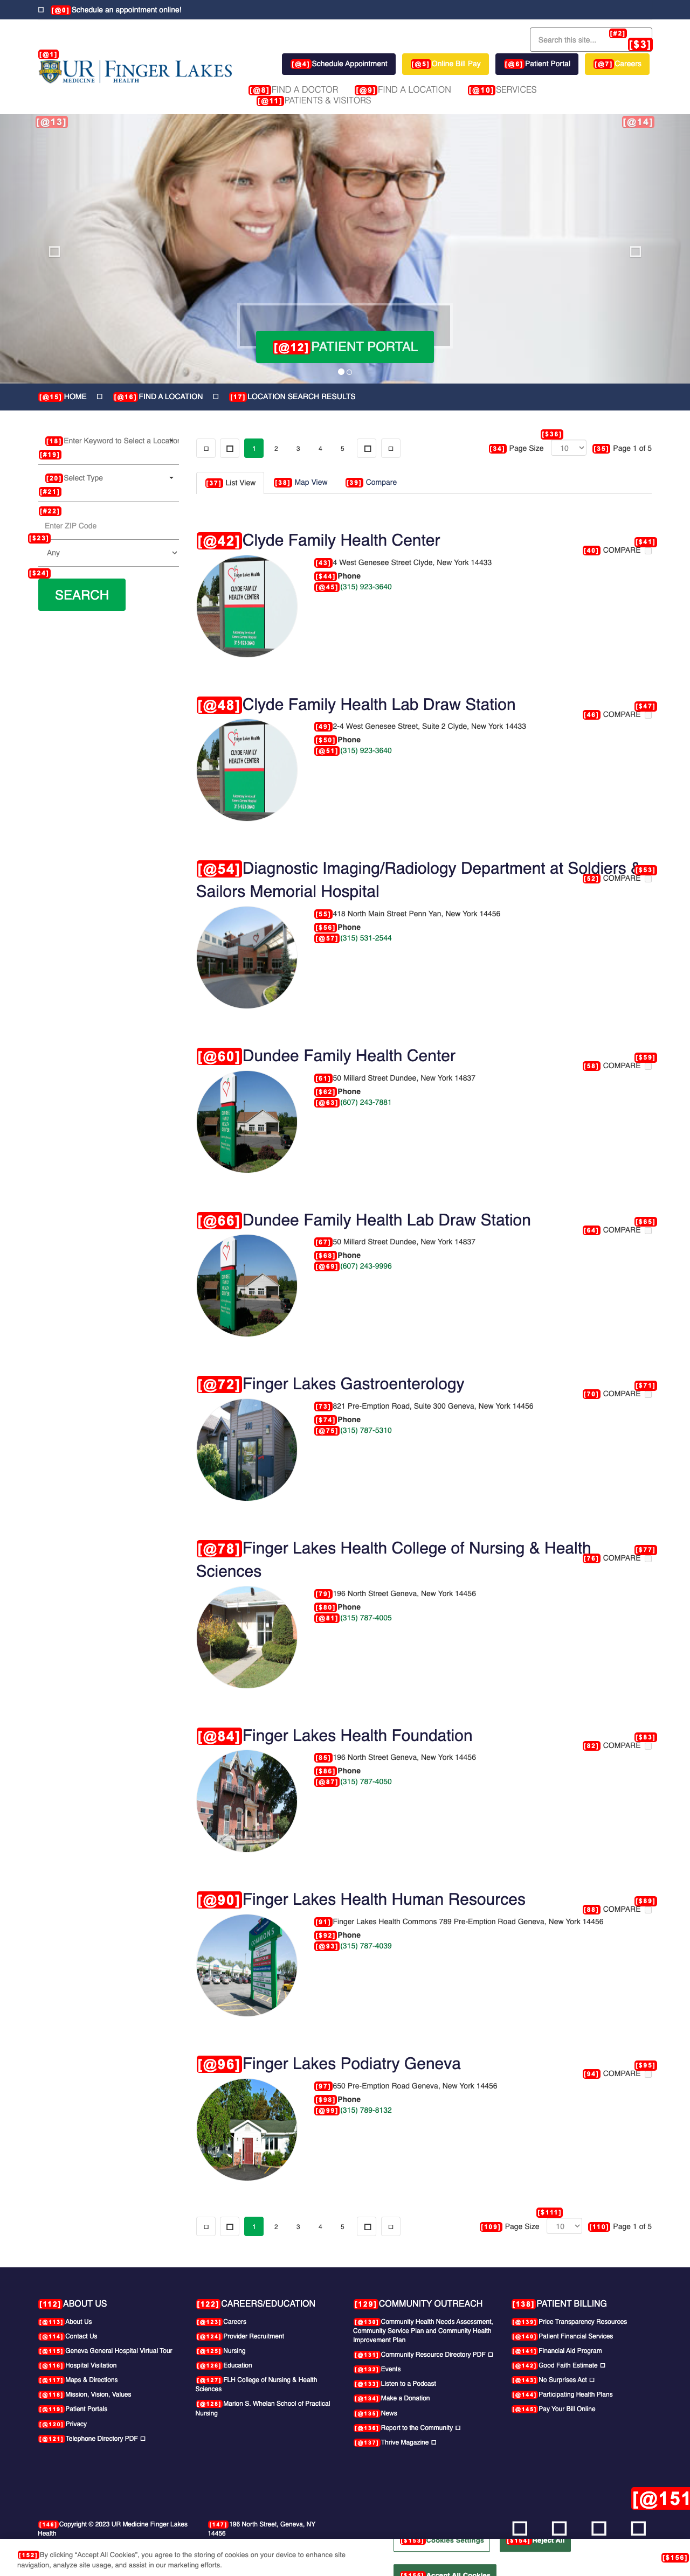 [@0] Schedule an appointment online!
[#2]
Search this site...
[$3]
[@1]
UR MEDICINE | FINGER LAKES HEALTH
[@4] Schedule Appointment [@5] Online Bill Pay [@6] Patient Portal [@7] Careers
[@8] FIND A DOCTOR [@9] FIND A LOCATION [@10] SERVICES
[@11] PATIENTS & VISITORS
[@13] [@14]
[@12] PATIENT PORTAL
[@15] HOME [@16] FIND A LOCATION [17] LOCATION SEARCH RESULTS
[18] Enter Keyword to Select a Location
[#19]
[20] Select Type
[#21]
[#22]
Enter ZIP Code
[$23]
Any
[$24]
SEARCH
1 2 3 4 5
[$36]
[34] Page Size 10 [35] Page 1 of 5
[37] List View [38] Map View [39] Compare
[@42] Clyde Family Health Center
[$41]
[40] COMPARE
[43] 4 West Genesee Street Clyde, New York 14433
[$44] Phone
[@45] (315) 923-3640
[@48] Clyde Family Health Lab Draw Station
[$47]
[46] COMPARE
[49] 2-4 West Genesee Street, Suite 2 Clyde, New York 14433
[$50] Phone
[@51] (315) 923-3640
[@54] Diagnostic Imaging/Radiology Department at Soldiers &
[$53]
[52] COMPARE
Sailors Memorial Hospital
[55] 418 North Main Street Penn Yan, New York 14456
[$56] Phone
[@57] (315) 531-2544
[@60] Dundee Family Health Center
[$59]
[58] COMPARE
[61] 50 Millard Street Dundee, New York 14837
[$62] Phone
[@63] (607) 243-7881
[@66] Dundee Family Health Lab Draw Station
[$65]
[64] COMPARE
[67] 50 Millard Street Dundee, New York 14837
[$68] Phone
[@69] (607) 243-9996
[@72] Finger Lakes Gastroenterology
[$71]
[70] COMPARE
[73] 821 Pre-Emption Road, Suite 300 Geneva, New York 14456
[$74] Phone
[@75] (315) 787-5310
[@78] Finger Lakes Health College of Nursing & Health
[$77]
[76] COMPARE
Sciences
[79] 196 North Street Geneva, New York 14456
[$80] Phone
[@81] (315) 787-4005
[@84] Finger Lakes Health Foundation
[$83]
[82] COMPARE
[85] 196 North Street Geneva, New York 14456
[$86] Phone
[@87] (315) 787-4050
[@90] Finger Lakes Health Human Resources
[$89]
[88] COMPARE
[91] Finger Lakes Health Commons 789 Pre-Emption Road Geneva, New York 14456
[$92] Phone
[@93] (315) 787-4039
[@96] Finger Lakes Podiatry Geneva
[$95]
[94] COMPARE
[97] 650 Pre-Emption Road Geneva, New York 14456
[$98] Phone
[@99] (315) 789-8132
1 2 3 4 5
[$111]
[109] Page Size 10 [110] Page 1 of 5
[112] ABOUT US
[@113] About Us
[@114] Contact Us
[@115] Geneva General Hospital Virtual Tour
[@116] Hospital Visitation
[@117] Maps & Directions
[@118] Mission, Vision, Values
[@119] Patient Portals
[@120] Privacy
[@121] Telephone Directory PDF
[122] CAREERS/EDUCATION
[@123] Careers
[@124] Provider Recruitment
[@125] Nursing
[@126] Education
[@127] FLH College of Nursing & Health
Sciences
[@128] Marion S. Whelan School of Practical
Nursing
[129] COMMUNITY OUTREACH
[@130] Community Health Needs Assessment,
Community Service Plan and Community Health
Improvement Plan
[@131] Community Resource Directory PDF
[@132] Events
[@133] Listen to a Podcast
[@134] Make a Donation
[@135] News
[@136] Report to the Community
[@137] Thrive Magazine
[138] PATIENT BILLING
[@139] Price Transparency Resources
[@140] Patient Financial Services
[@141] Financial Aid Program
[@142] Good Faith Estimate
[@143] No Surprises Act
[@144] Participating Health Plans
[@145] Pay Your Bill Online
[@151
[146] Copyright © 2023 UR Medicine Finger Lakes
Health
[147] 196 North Street, Geneva, NY
14456
[152] By clicking "Accept All Cookies", you agree to the storing of cookies on your device to enhance site
navigation, analyze site usage, and assist in our marketing efforts.
[$153] Cookies Settings [$154] Reject All
[$155] Accept All Cookies
[$156]